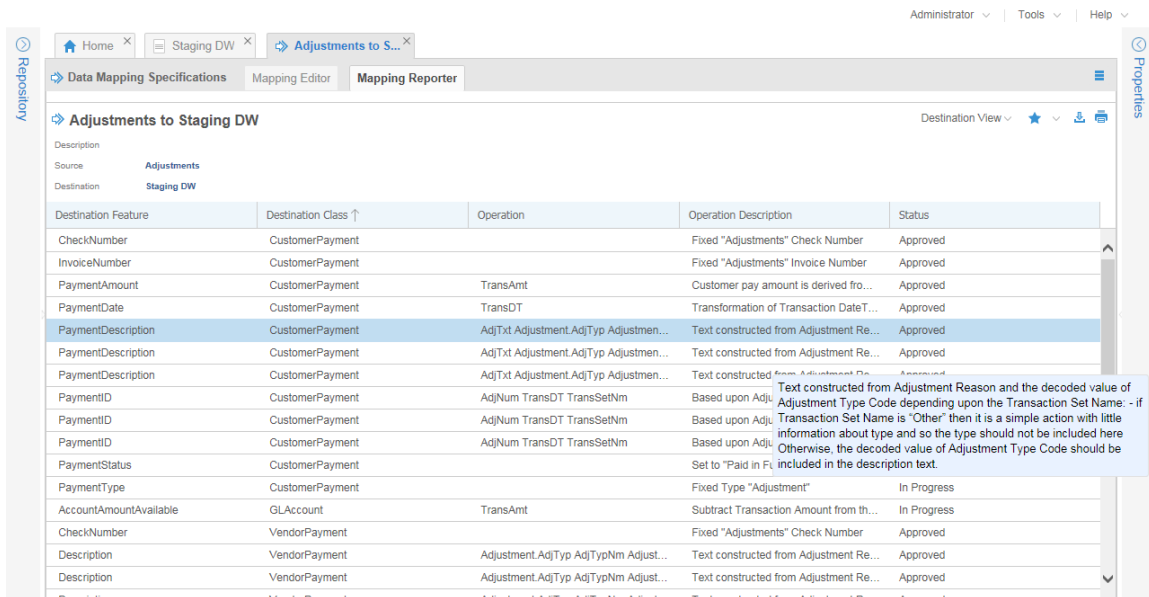 Administrator Tools Help
Repository
Home Staging DW Adjustments to S...
Properties
Data Mapping Specifications Mapping Editor Mapping Reporter
Adjustments to Staging DW
Destination View
Description
Source Adjustments
Destination Staging DW
Destination Feature Destination Class Operation Operation Description Status
CheckNumber CustomerPayment Fixed "Adjustments" Check Number Approved
InvoiceNumber CustomerPayment Fixed "Adjustments" Invoice Number Approved
PaymentAmount CustomerPayment TransAmt Customer pay amount is derived fro... Approved
PaymentDate CustomerPayment TransDT Transformation of Transaction DateT... Approved
PaymentDescription CustomerPayment AdjTxt Adjustment.AdjTyp Adjustmen... Text constructed from Adjustment Re... Approved
PaymentDescription CustomerPayment AdjTxt Adjustment.AdjTyp Adjustmen... Text constructed from Adjustment Re... Approved
PaymentDescription CustomerPayment AdjTxt Adjustment.AdjTyp Adjustmen... Text constructed from Adjustment Re... Approved
PaymentID CustomerPayment AdjNum TransDT TransSetNm Based upon Adju
PaymentID CustomerPayment AdjNum TransDT TransSetNm Based upon Adju
PaymentID CustomerPayment AdjNum TransDT TransSetNm Based upon Adju
PaymentStatus CustomerPayment Set to "Paid in Fu
Text constructed from Adjustment Reason and the decoded value of
Adjustment Type Code depending upon the Transaction Set Name: - if
Transaction Set Name is “Other” then it is a simple action with little
information about type and so the type should not be included here
Otherwise, the decoded value of Adjustment Type Code should be
included in the description text.
PaymentType CustomerPayment Fixed Type "Adjustment" In Progress
AccountAmountAvailable GLAccount TransAmt Subtract Transaction Amount from th... In Progress
CheckNumber VendorPayment Fixed "Adjustments" Check Number Approved
Description VendorPayment Adjustment.AdjTyp AdjTypNm Adjust... Text constructed from Adjustment Re... Approved
Description VendorPayment Adjustment.AdjTyp AdjTypNm Adjust... Text constructed from Adjustment Re... Approved